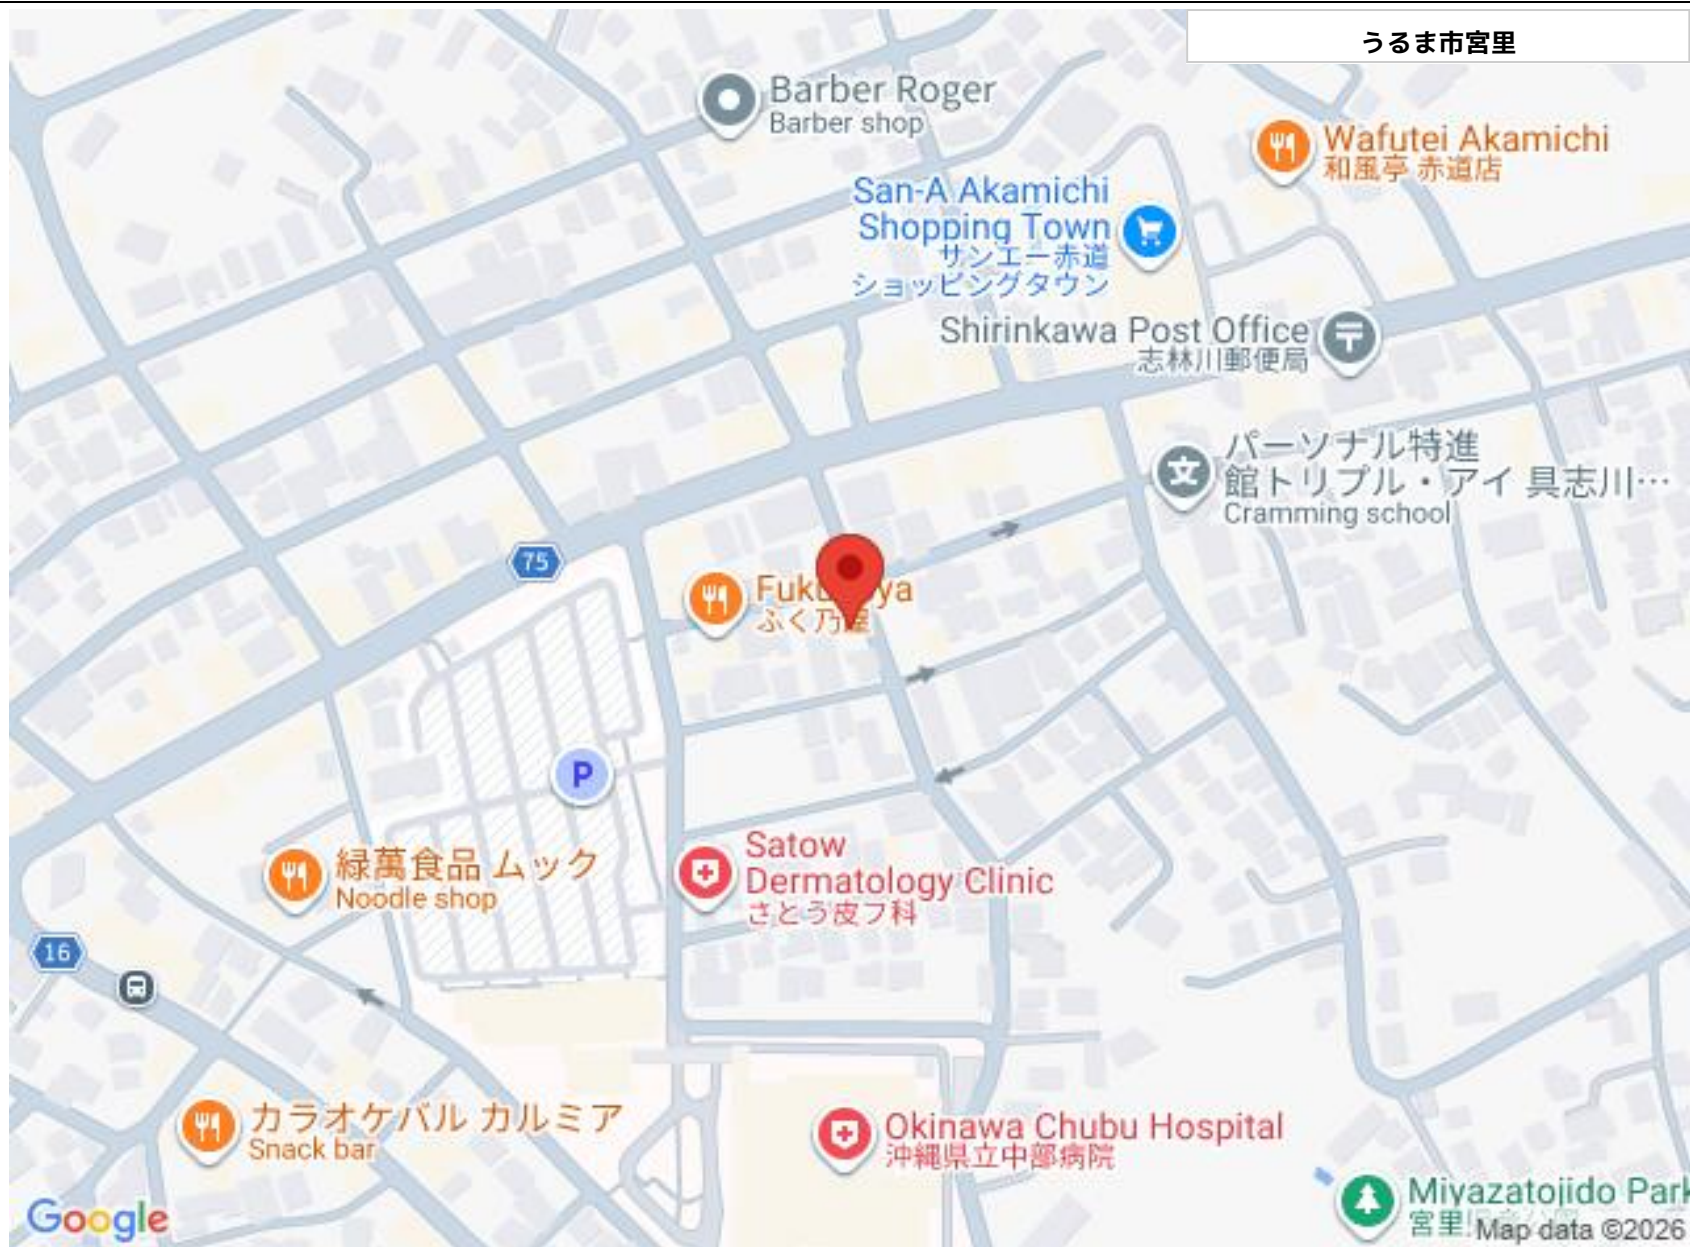 うるま市宮里
Barber Roger
Barber shop
Wafutei Akamichi
和風亭 赤道店
San-A Akamichi
Shopping Town
サンエー赤道
ショッピングタウン
Shirinkawa Post Office
志林川郵便局
パーソナル特進
館トリプル・アイ 具志川…
Cramming school
75
ふく乃屋
P
緑萬食品 ムック
Noodle shop
Satow
Dermatology Clinic
さとう皮フ科
16
カラオケバル カルミア
Snack bar
Okinawa Chubu Hospital
沖縄県立中部病院
Miyazatojido Park
宮里
Google
Map data ©2026